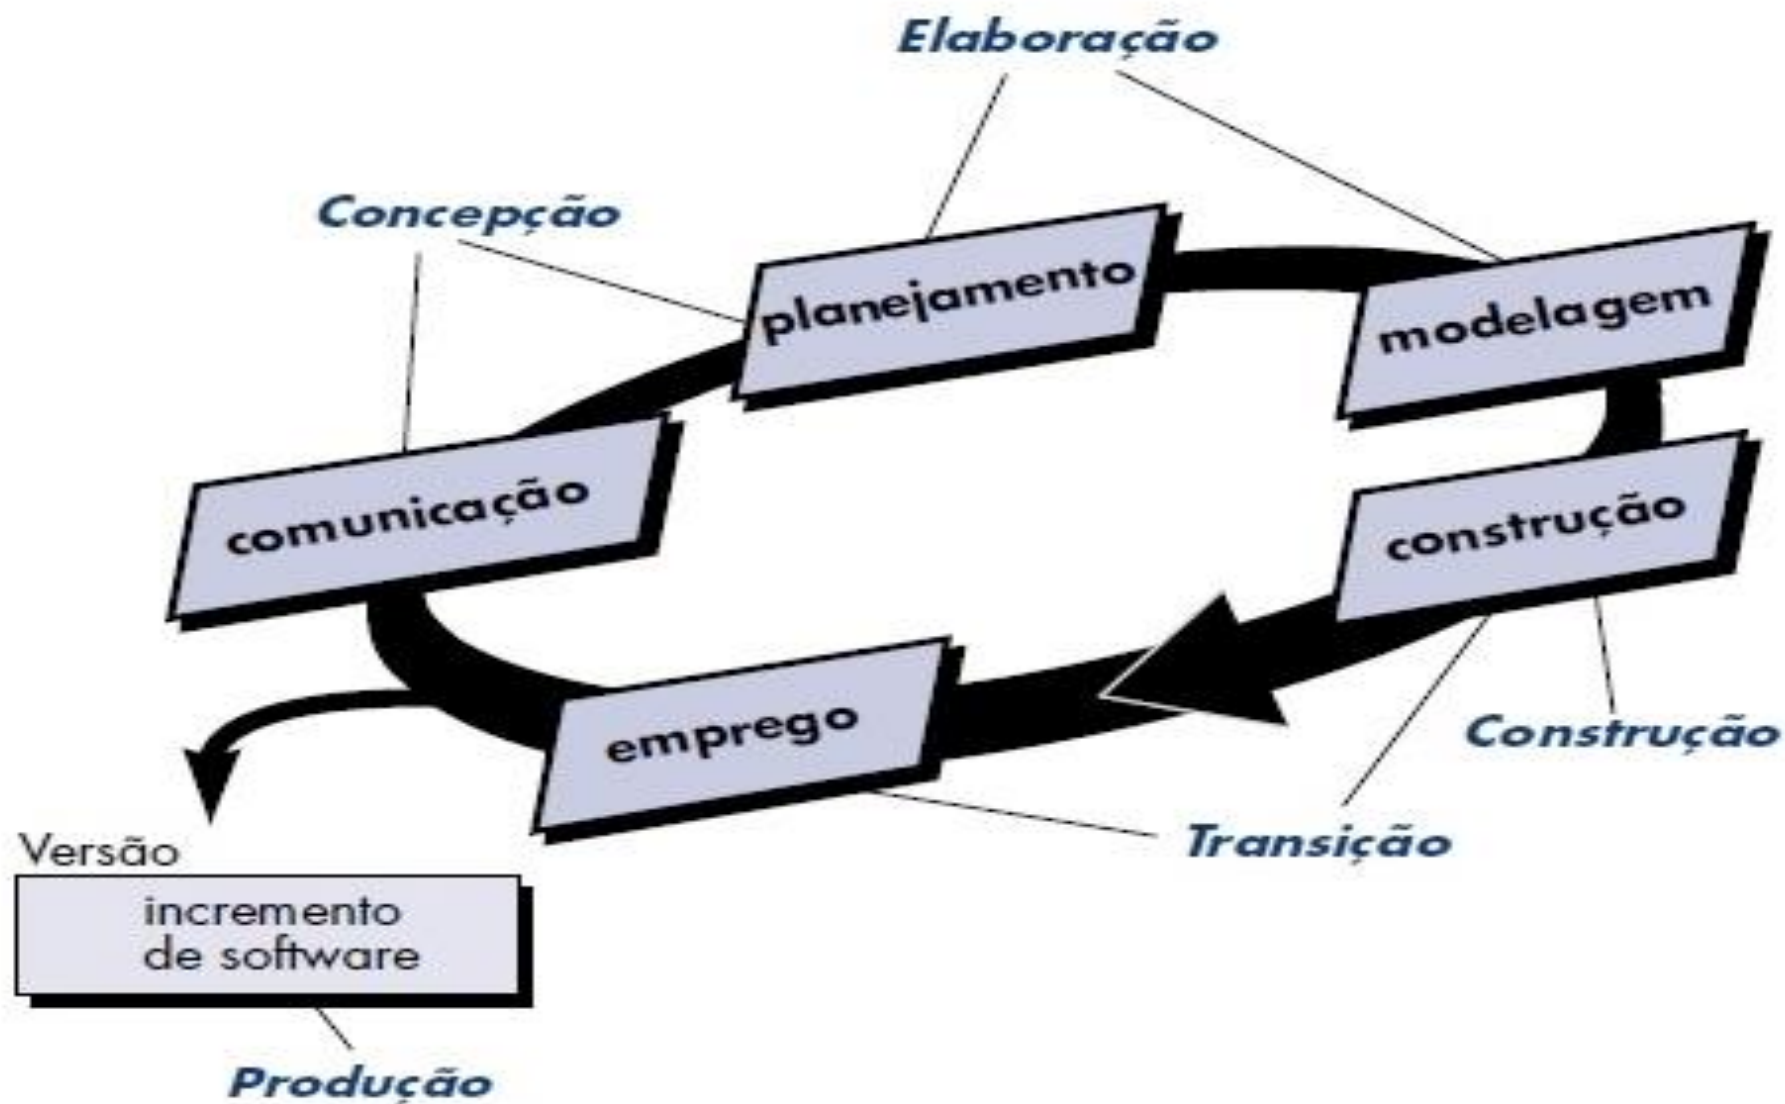 Elaboração
Concepção
planejamento
modelagem
comunicação
construção
emprego
Construção
Transição
Versão
incremento
de software
Produção